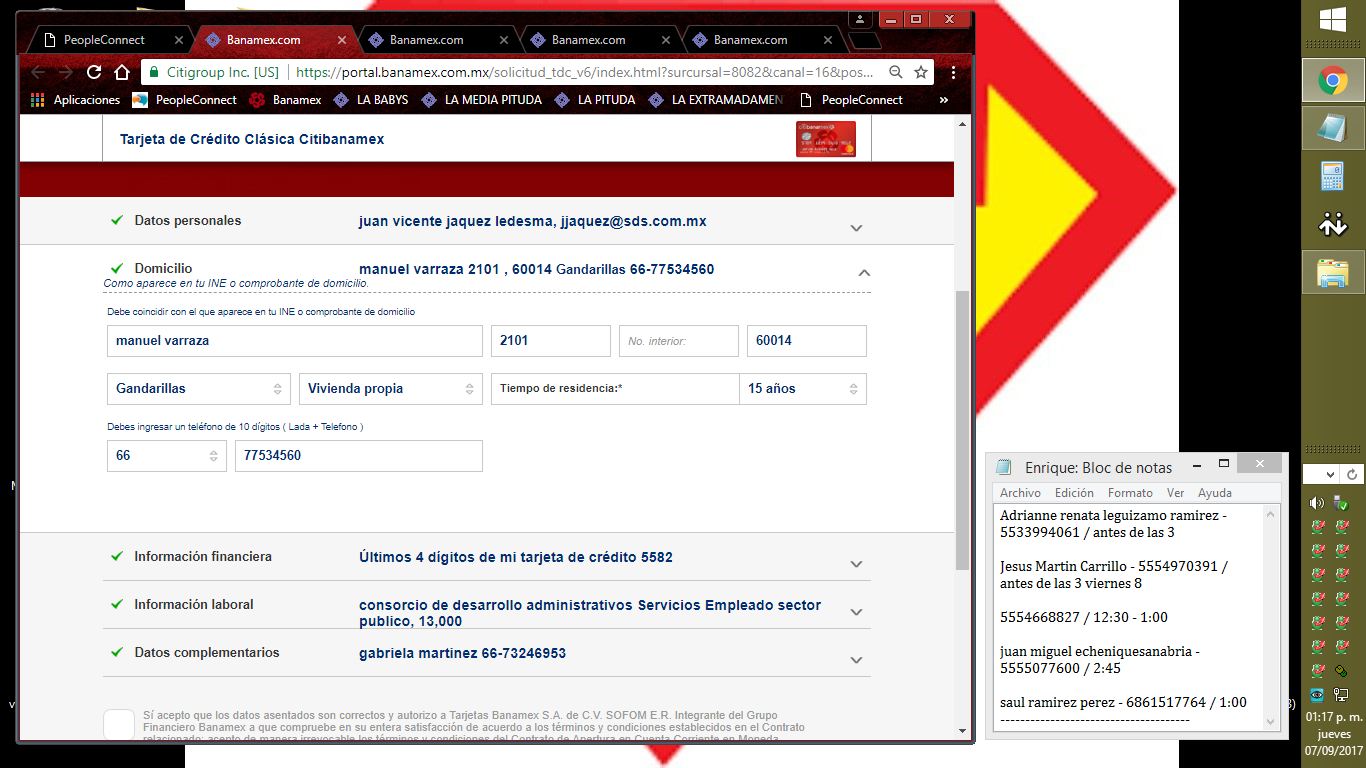 PeopleConnect
Banamex.com
Banamex.com
Banamex.com
Banamex.com
Citigroup Inc. [US]
https://portal.banamex.com.mx/solicitud_tdc_v6/index.html?surcursal=8082&canal=16&pos...
Aplicaciones
PeopleConnect
Banamex
LA BABYS
LA MEDIA PITUDA
LA PITUDA
LA EXTRAMADAMEN
PeopleConnect
»
Tarjeta de Crédito Clásica Citibanamex
Datos personales
juan vicente jaquez ledesma, jjaquez@sds.com.mx
Domicilio
manuel varraza 2101 , 60014 Gandarillas 66-77534560
Como aparece en tu INE o comprobante de domicilio.
Debe coincidir con el que aparece en tu INE o comprobante de domicilio
manuel varraza
2101
No. interior:
60014
Gandarillas
Vivienda propia
Tiempo de residencia:*
15 años
Debes ingresar un teléfono de 10 dígitos ( Lada + Telefono )
66
77534560
Información financiera
Últimos 4 dígitos de mi tarjeta de crédito 5582
Información laboral
consorcio de desarrollo administrativos Servicios Empleado sector
publico, 13,000
Datos complementarios
gabriela martinez 66-73246953
Sí acepto que los datos asentados son correctos y autorizo a Tarjetas Banamex S.A. de C.V. SOFOM E.R. Integrante del Grupo
Financiero Banamex a que compruebe en su entera satisfacción de acuerdo a los términos y condiciones establecidos en el Contrato
relacionado; acepto de manera irrevocable los términos y condiciones del Contrato de Apertura en Cuenta Corriente en Moneda
Enrique: Bloc de notas
Archivo
Edición
Formato
Ver
Ayuda
Adrianne renata leguizamo ramirez -
5533994061 / antes de las 3
Jesus Martin Carrillo - 5554970391 /
antes de las 3 viernes 8
5554668827 / 12:30 - 1:00
juan miguel echeniquesanabria -
5555077600 / 2:45
saul ramirez perez - 6861517764 / 1:00
-------------------------------------
01:17 p. m.
jueves
07/09/2017